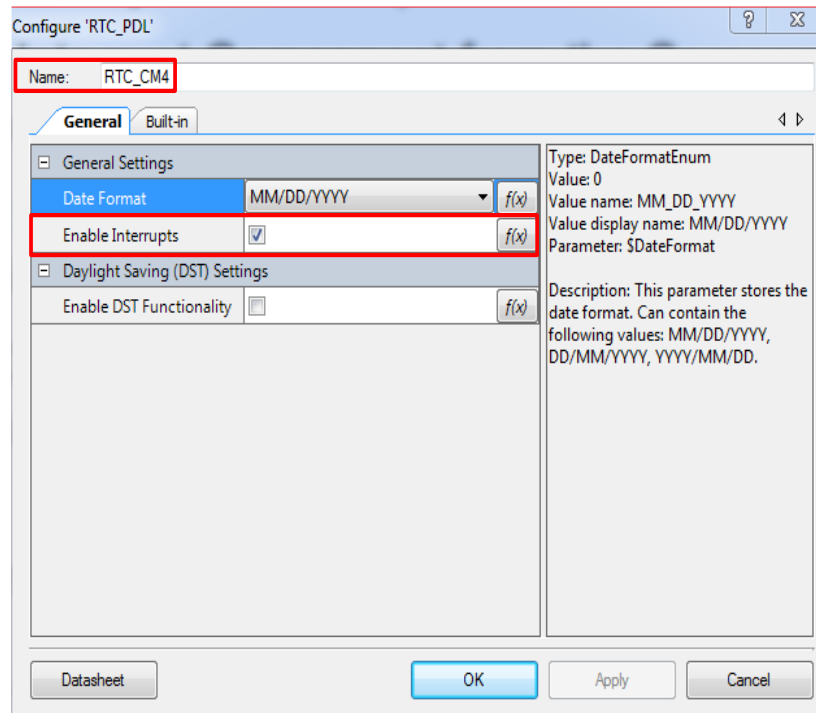 Configure 'RTC_PDL'
Name: RTC_CM4
General Built-in
General Settings
Date Format MM/DD/YYYY f(x)
Enable Interrupts f(x)
Daylight Saving (DST) Settings
Enable DST Functionality f(x)
Type: DateFormatEnum
Value: 0
Value name: MM_DD_YYYY
Value display name: MM/DD/YYYY
Parameter: $DateFormat
Description: This parameter stores the
date format. Can contain the
following values: MM/DD/YYYY,
DD/MM/YYYY, YYYY/MM/DD.
Datasheet OK Apply Cancel